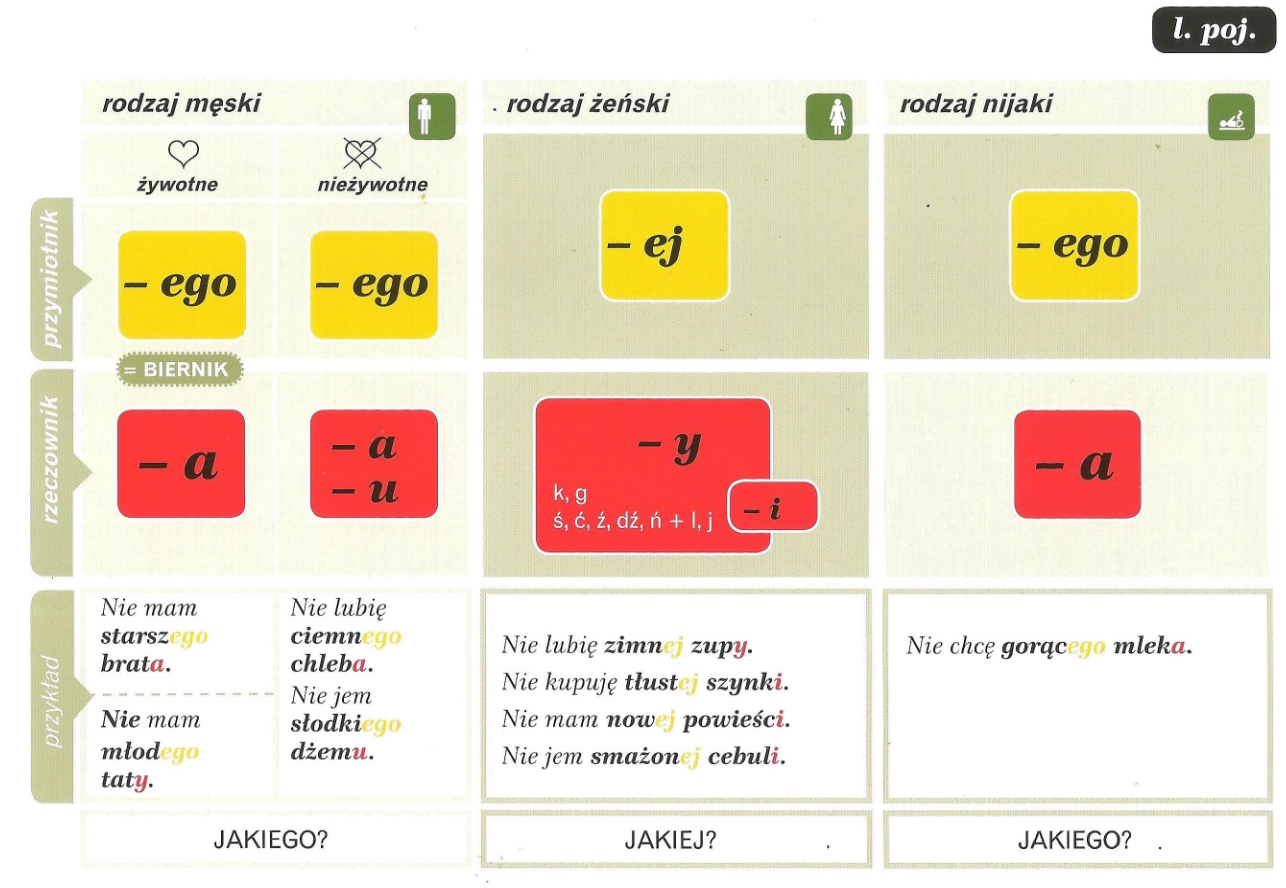 l. poj.
rodzaj męski
rodzaj żeński
rodzaj nijaki
żywotne
nieżywotne
przymiotnik
– ego
– ego
– ej
– ego
= BIERNIK
rzeczownik
– a
– a
– u
– y
k, g
ś, ć, ź, dź, ń + l, j
– i
– a
przykład
Nie mam
starszego
brata.
Nie mam
młodego
taty.
Nie lubię
ciemnego
chleba.
Nie jem
słodkiego
dżemu.
Nie lubię zimnej zupy.
Nie kupuję tłustej szynki.
Nie mam nowej powieści.
Nie jem smażonej cebuli.
Nie chcę gorącego mleka.
JAKIEGO?
JAKIEJ?
JAKIEGO?